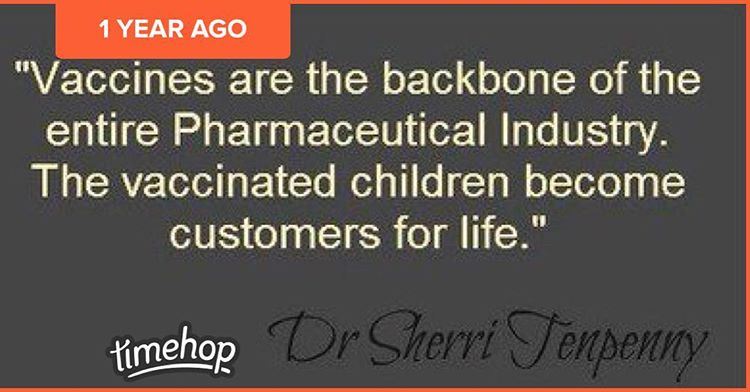 1 YEAR AGO
"Vaccines are the backbone of the
entire Pharmaceutical Industry.
The vaccinated children become
customers for life."
timehop Dr Sherri Tenpenny